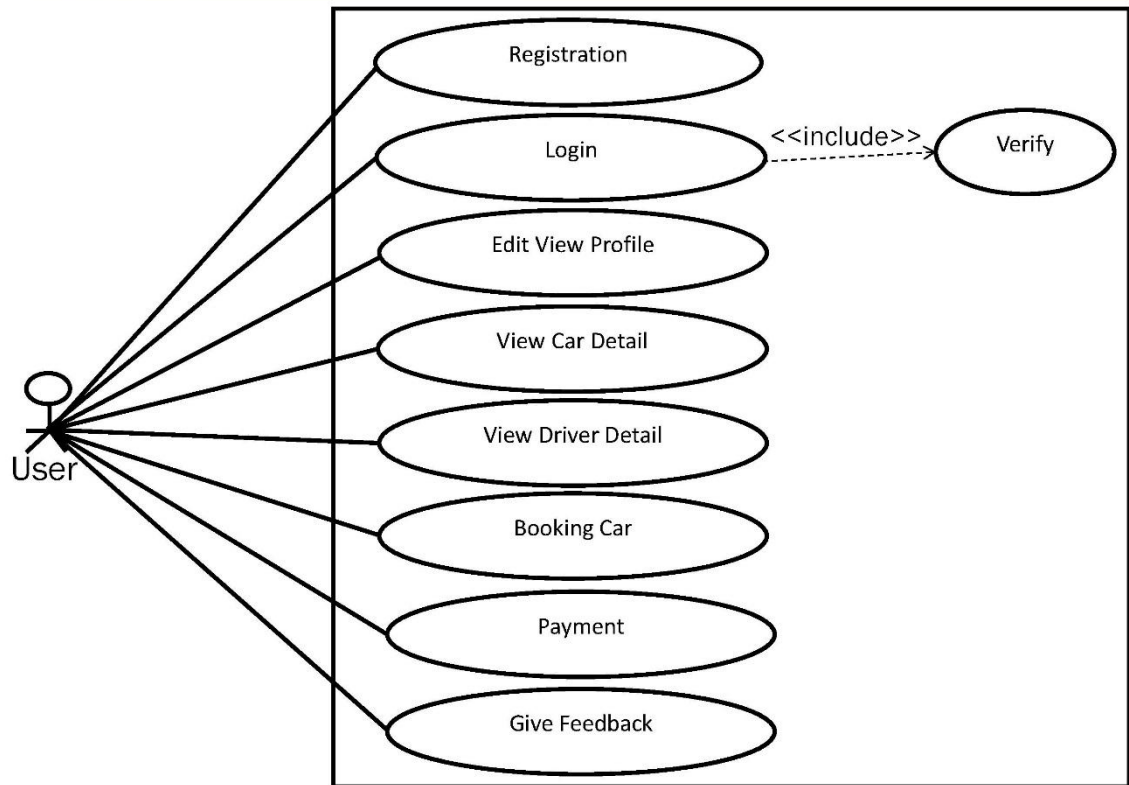 Registration
Login
<<include>>
Verify
Edit View Profile
View Car Detail
View Driver Detail
User
Booking Car
Payment
Give Feedback